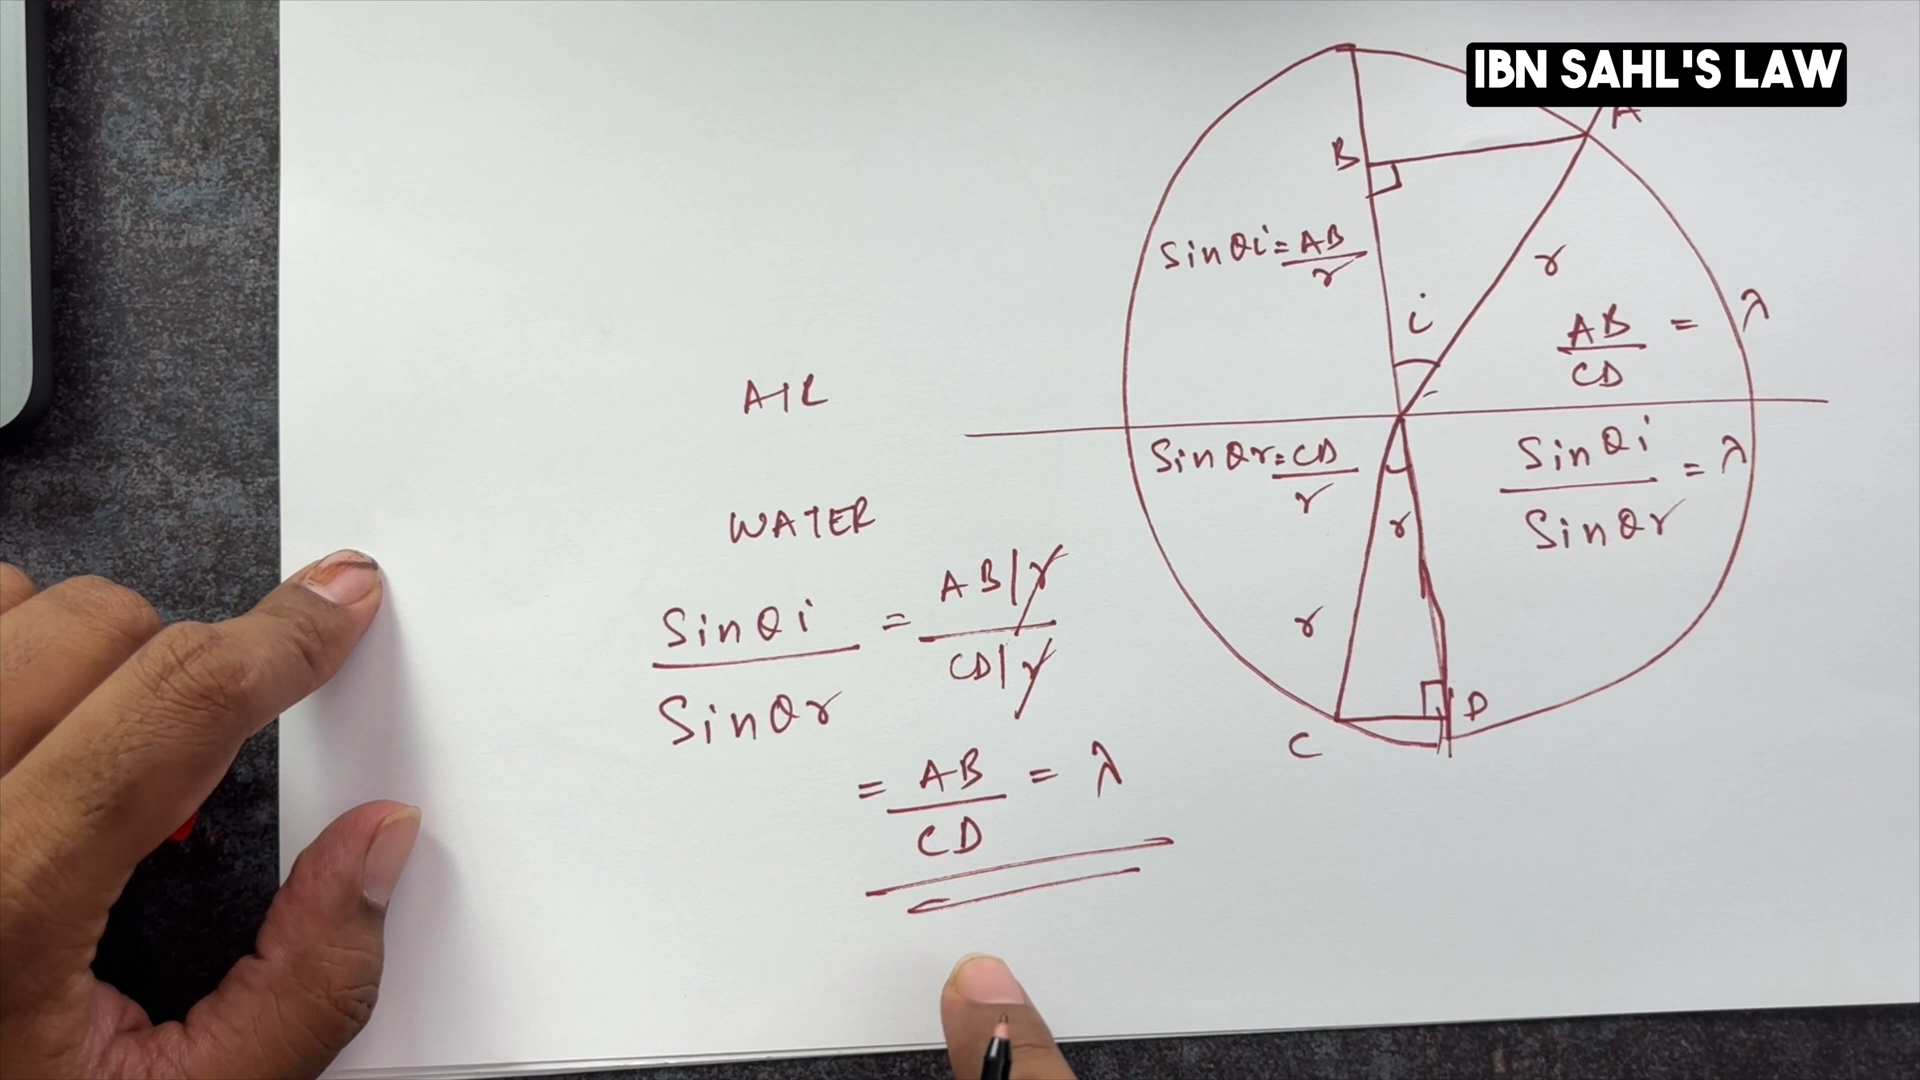 IBN SAHL'S LAW
A
B
Sinθi = AB/r
r
i
AB/CD = λ
AIR
Sinθr = CD/r
Sinθi/Sinθr = λ
r
WATER
r
Sinθi/Sinθr = AB/r / CD/r
D
C
= AB/CD = λ